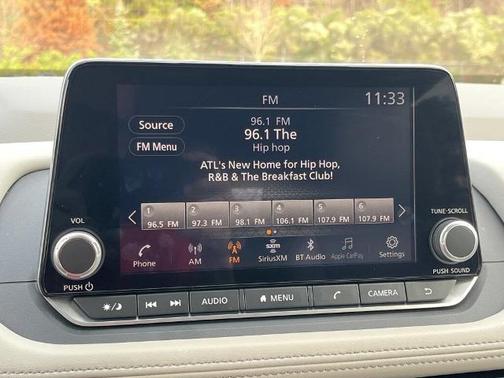 FM 11:33
Source
96.1 FM
96.1 The
FM Menu
Hip hop
ATL's New Home for Hip Hop,
R&B & The Breakfast Club!
1 2 3 4 5 6
96.5 FM 97.3 FM 98.1 FM 106.1 FM 107.9 FM 107.9 FM
VOL
TUNE·SCROLL
Phone AM FM SiriusXM BT Audio Apple CarPlay Settings
sxm
PUSH
PUSH SOUND
AUDIO MENU CAMERA